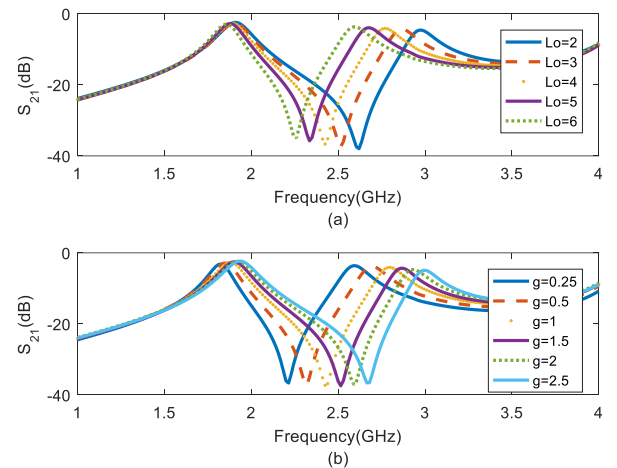 0
-20
-40
S21(dB)
1
1.5
2
2.5
3
3.5
4
Frequency(GHz)
(a)
Lo=2
Lo=3
Lo=4
Lo=5
Lo=6
0
-20
-40
S21(dB)
1
1.5
2
2.5
3
3.5
4
Frequency(GHz)
(b)
g=0.25
g=0.5
g=1
g=1.5
g=2
g=2.5